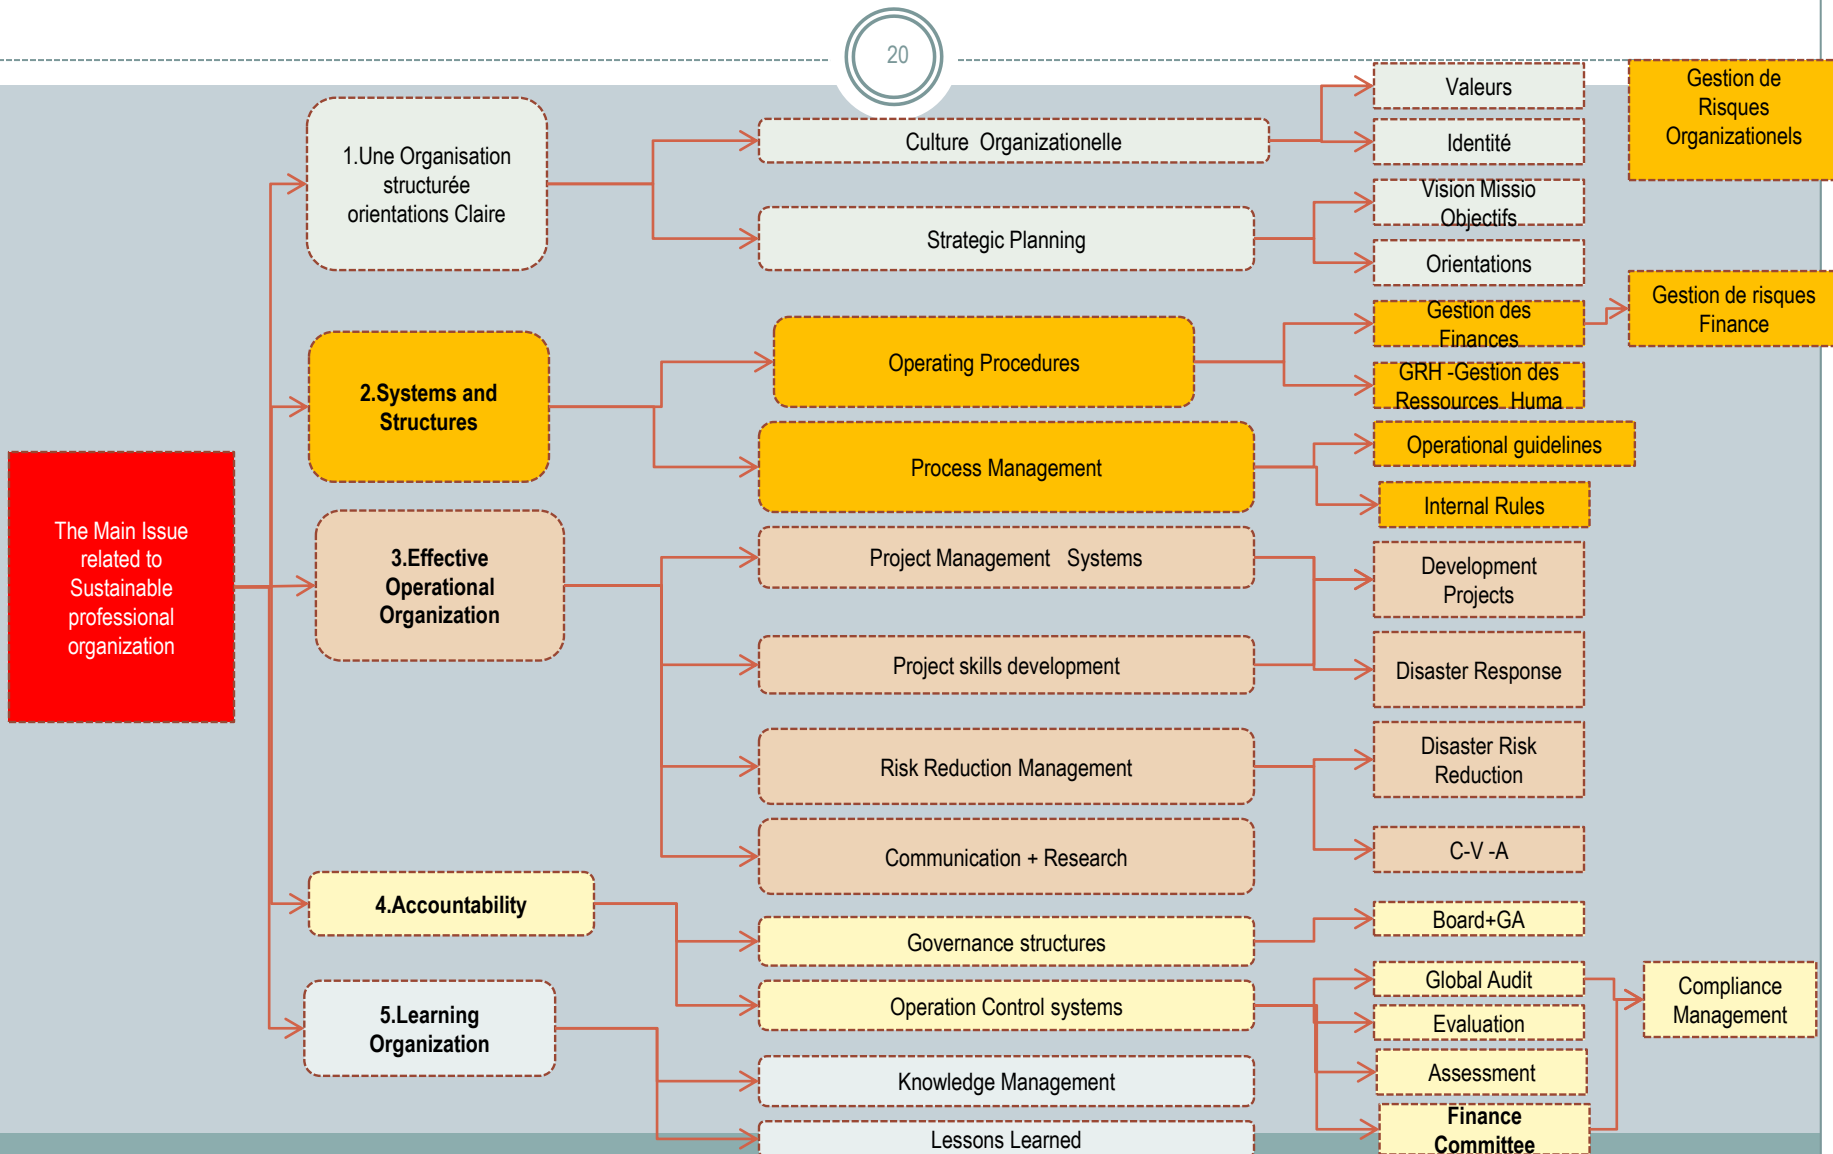 20
The Main Issue
related to
Sustainable
professional
organization
1.Une Organisation
structurée
orientations Claire
Culture Organizationelle
Valeurs
Identité
Strategic Planning
Vision Missio
Objectifs
Orientations
Gestion de
Risques
Organizationels
2.Systems and
Structures
Operating Procedures
Gestion des
Finances
Gestion de risques
Finance
GRH -Gestion des
Ressources Huma
Process Management
Operational guidelines
Internal Rules
3.Effective
Operational
Organization
Project Management Systems
Development
Projects
Project skills development
Disaster Response
Risk Reduction Management
Disaster Risk
Reduction
C-V -A
Communication + Research
4.Accountability
Governance structures
Board+GA
Operation Control systems
Global Audit
Evaluation
Assessment
Finance
Committee
Compliance
Management
5.Learning
Organization
Knowledge Management
Lessons Learned